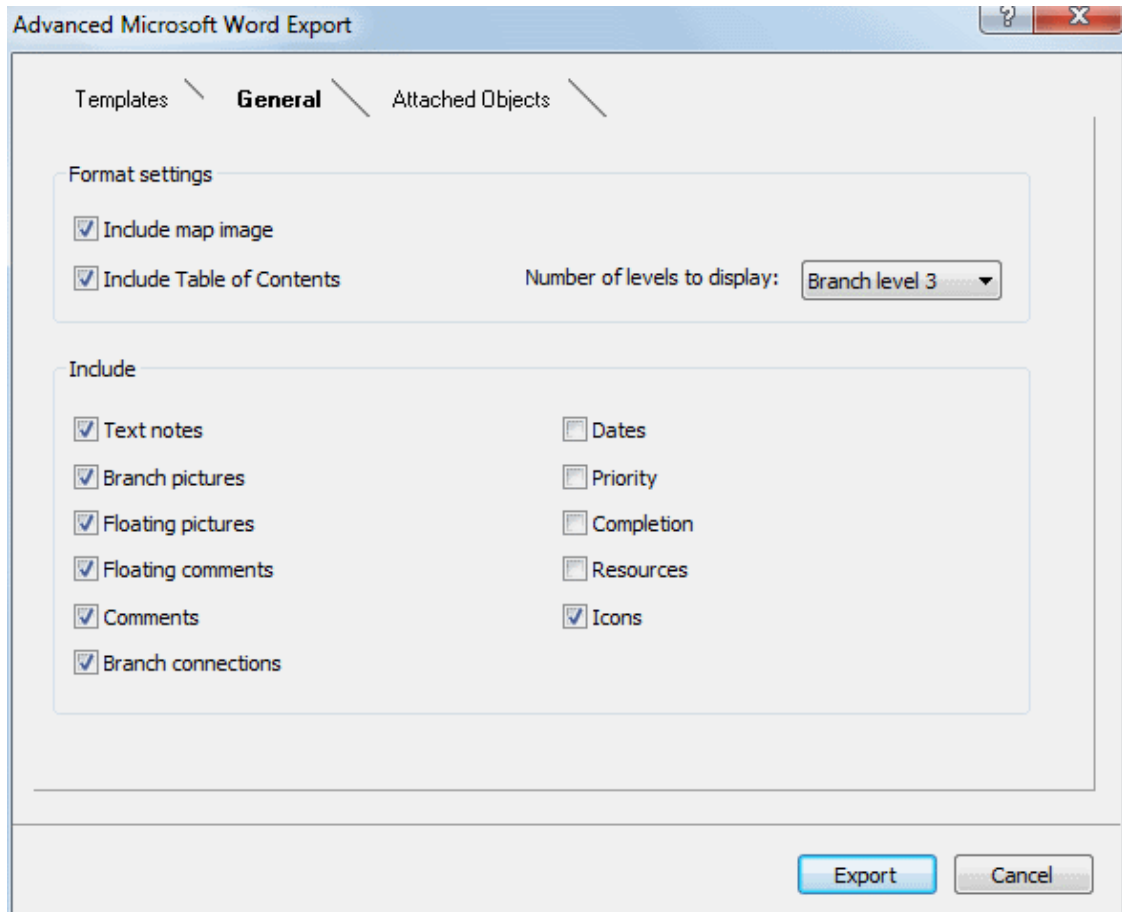 Advanced Microsoft Word Export
?
X
Templates General Attached Objects
Format settings
Include map image
Include Table of Contents Number of levels to display: Branch level 3
Include
Text notes Dates
Branch pictures Priority
Floating pictures Completion
Floating comments Resources
Comments Icons
Branch connections
Export Cancel